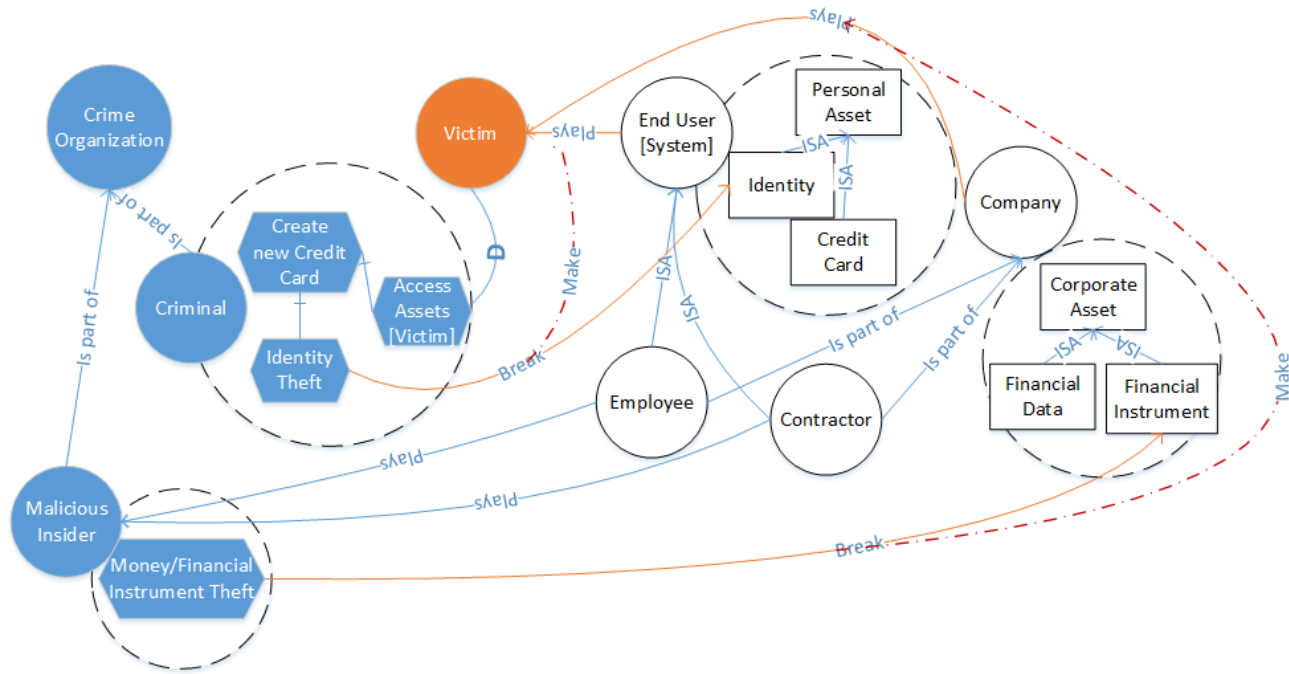 Plays
Crime
Organization
Victim
Plays
End User
[System]
Personal
Asset
ISA
ISA
Identity
Credit
Card
Company
Is part of
Create
new Credit
Card
D
Make
Criminal
Access
Assets
[Victim]
Identity
Theft
Break
ISA
ISA
Is part of
Is part of
Corporate
Asset
ISA
ISA
Financial
Data
Financial
Instrument
Make
Is part of
Employee
Contractor
Plays
Plays
Malicious
Insider
Money/Financial
Instrument Theft
Break